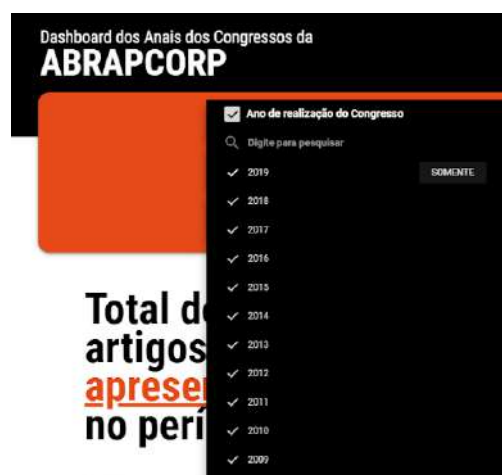 Dashboard dos Anais dos Congressos da
ABRAPCORP
Ano de realização do Congresso
Digite para pesquisar
2019 SOMENTE
2018
2017
2016
2015
2014
2013
2012
2011
2010
2009
Total d
artigos
aprese
no perí